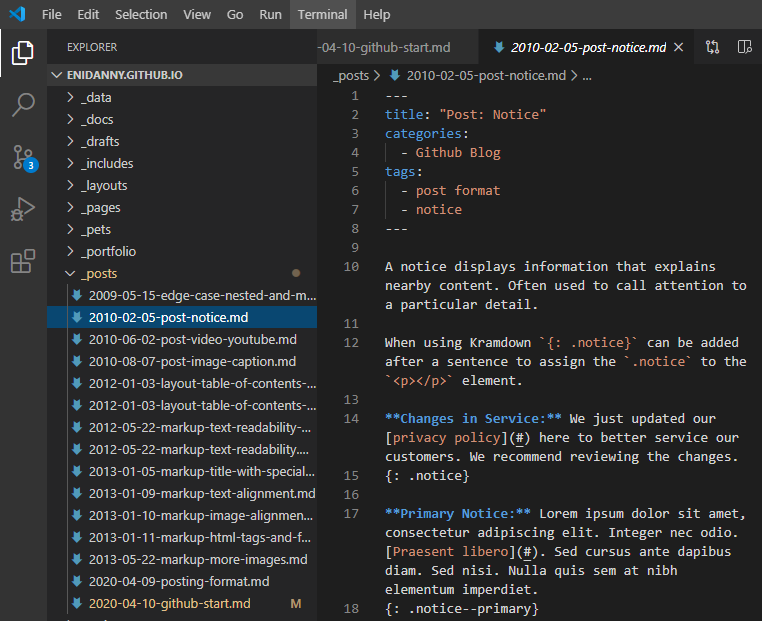 File Edit Selection View Go Run Terminal Help
EXPLORER
-04-10-github-start.md
2010-02-05-post-notice.md
ENIDANNY.GITHUB.IO
_data
_docs
_drafts
_includes
_layouts
_pages
_pets
_portfolio
_posts
2009-05-15-edge-case-nested-and-m...
2010-02-05-post-notice.md
2010-06-02-post-video-youtube.md
2010-08-07-post-image-caption.md
2012-01-03-layout-table-of-contents-...
2012-01-03-layout-table-of-contents-...
2012-05-22-markup-text-readability-...
2012-05-22-markup-text-readability....
2013-01-05-markup-title-with-special...
2013-01-09-markup-text-alignment.md
2013-01-10-markup-image-alignmen...
2013-01-11-markup-html-tags-and-f...
2013-05-22-markup-more-images.md
2020-04-09-posting-format.md
2020-04-10-github-start.md M
3
_posts > 2010-02-05-post-notice.md > ...
1 ---
2 title: "Post: Notice"
3 categories:
4 - Github Blog
5 tags:
6 - post format
7 - notice
8 ---
9
10 A notice displays information that explains
nearby content. Often used to call attention to
a particular detail.
11
12 When using Kramdown `{: .notice}` can be added
after a sentence to assign the `.notice` to the
`<p></p>` element.
13
14 **Changes in Service:** We just updated our
[privacy policy](#) here to better service our
customers. We recommend reviewing the changes.
15 {: .notice}
16
17 **Primary Notice:** Lorem ipsum dolor sit amet,
consectetur adipiscing elit. Integer nec odio.
[Praesent libero](#). Sed cursus ante dapibus
diam. Sed nisi. Nulla quis sem at nibh
elementum imperdiet.
18 {: .notice--primary}